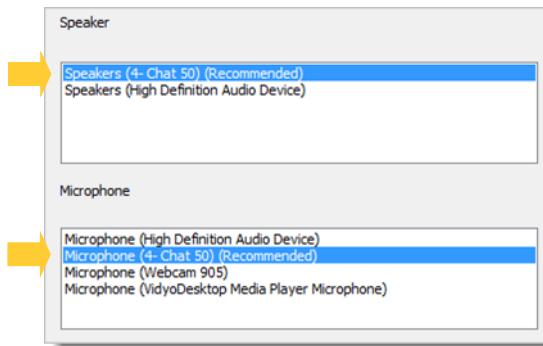 Speaker
Speakers (4- Chat 50) (Recommended)
Speakers (High Definition Audio Device)
Microphone
Microphone (High Definition Audio Device)
Microphone (4- Chat 50) (Recommended)
Microphone (Webcam 905)
Microphone (VidyoDesktop Media Player Microphone)